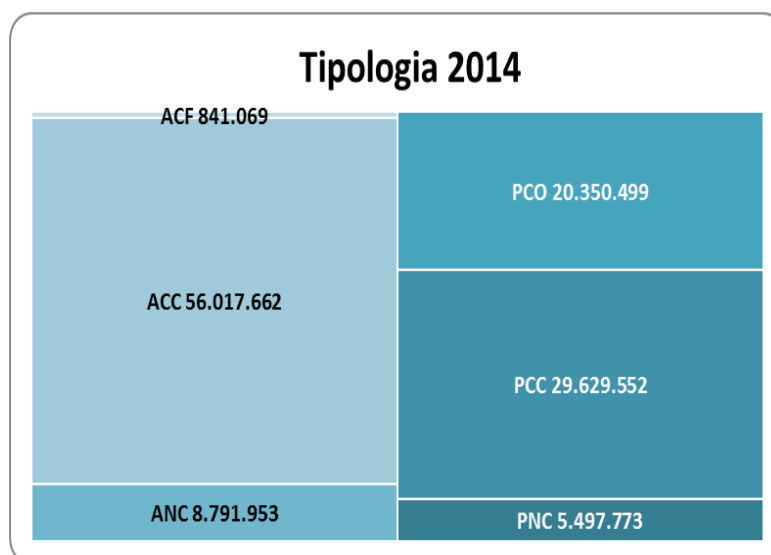 Tipologia 2014
ACF 841.069
ACC 56.017.662
ANC 8.791.953
PCO 20.350.499
PCC 29.629.552
PNC 5.497.773